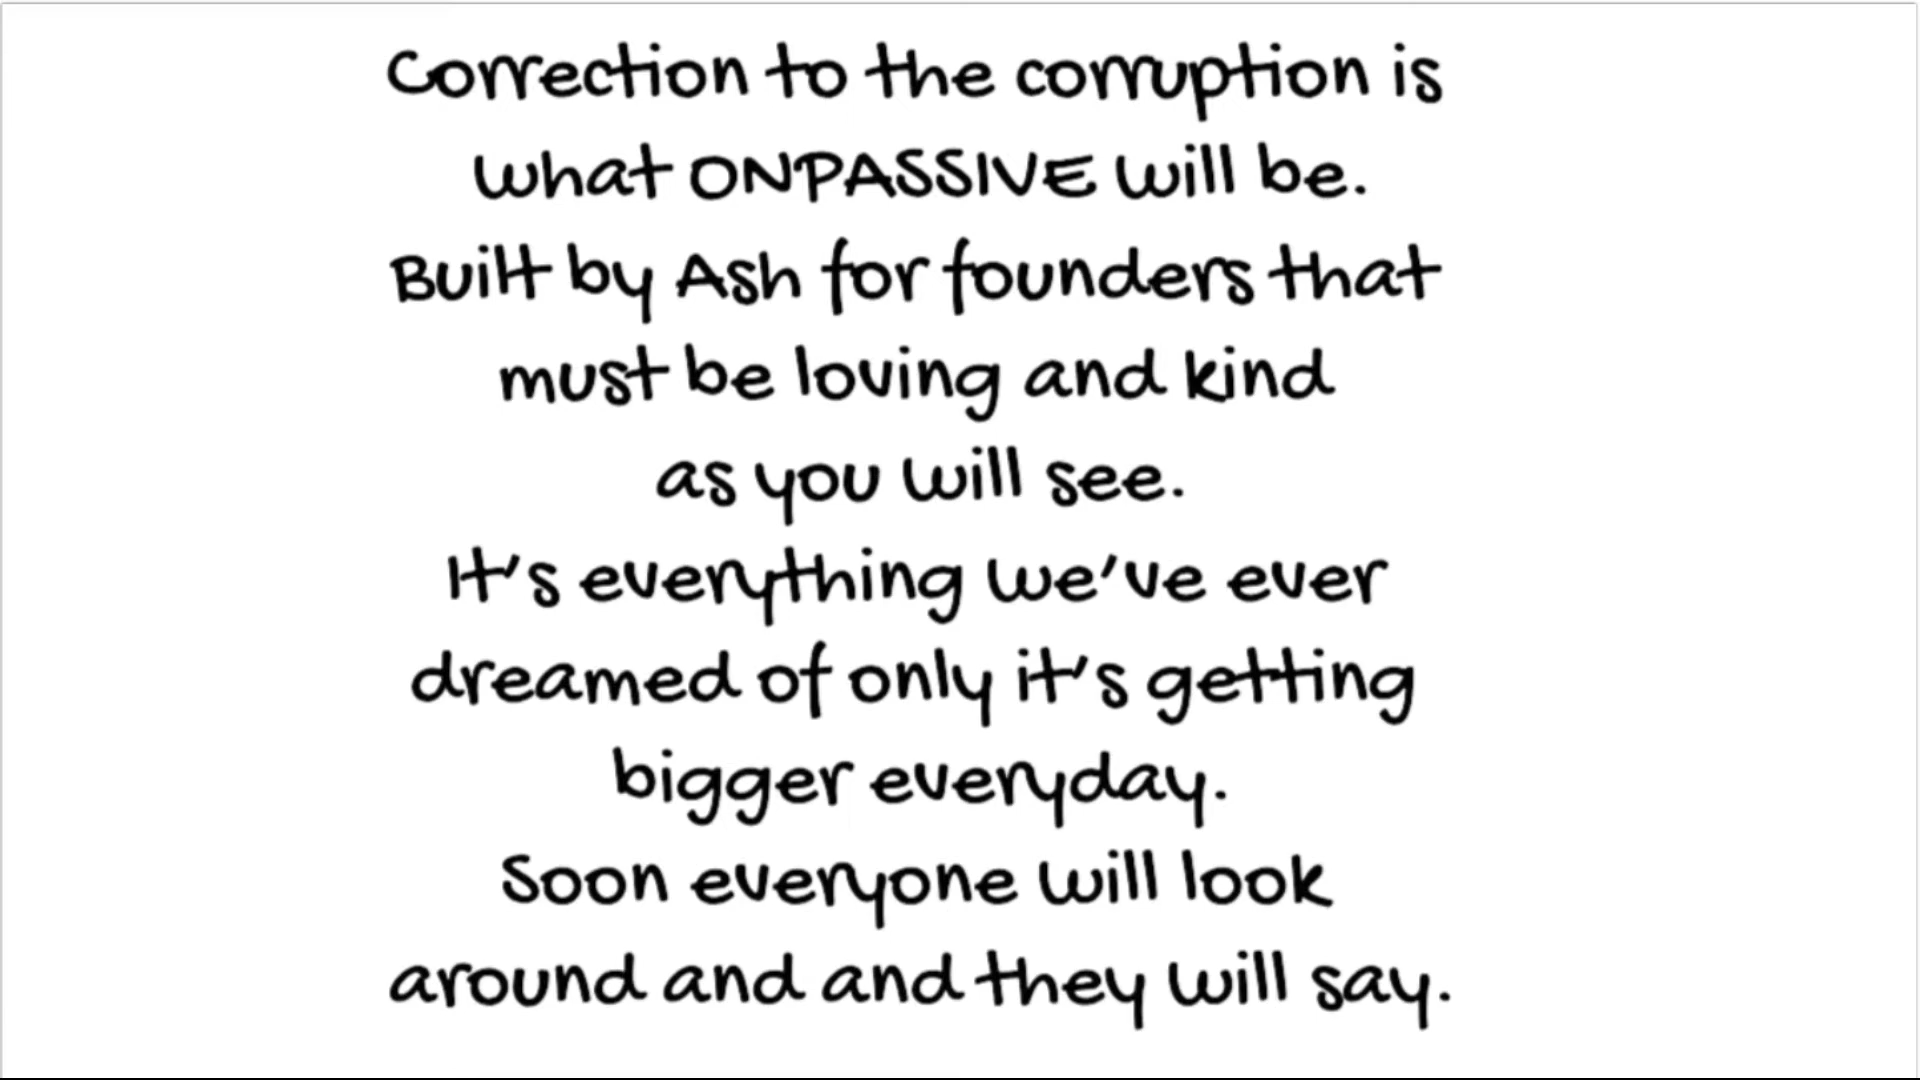 Correction to the corruption is
what ONPASSIVE will be.
Built by Ash for founders that
must be loving and kind
as you will see.
It's everything we've ever
dreamed of only it's getting
bigger everyday.
Soon everyone will look
around and and they will say.